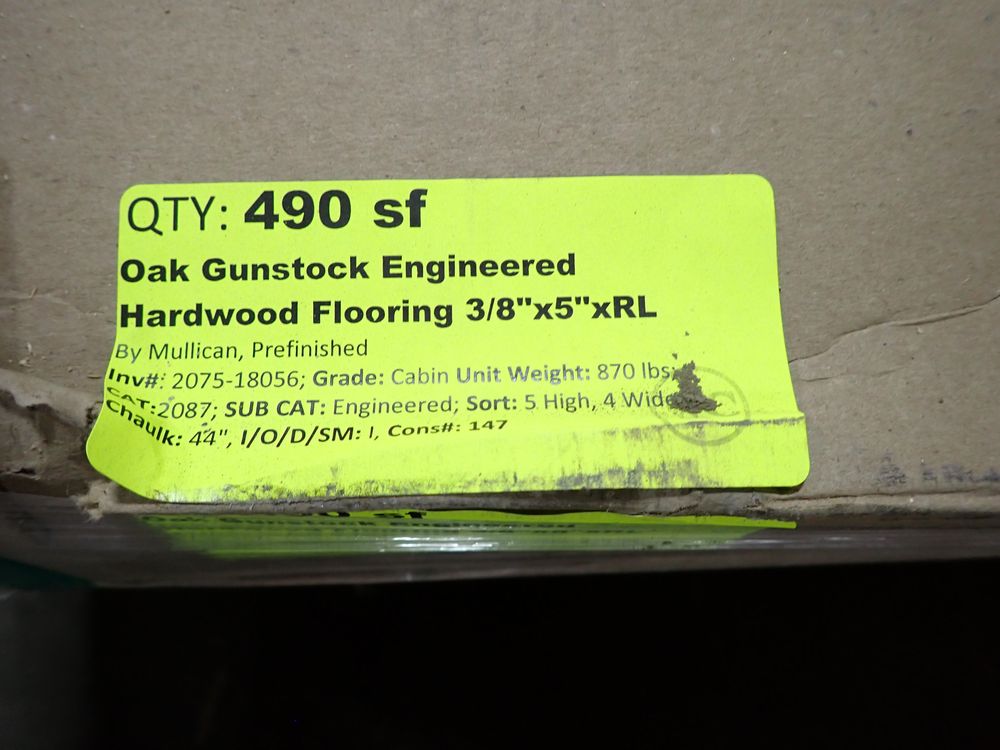 QTY: 490 sf
Oak Gunstock Engineered
Hardwood Flooring 3/8"x5"xRL
By Mullican, Prefinished
Inv#: 2075-18056; Grade: Cabin Unit Weight: 870 lbs;
CAT:2087; SUB CAT: Engineered; Sort: 5 High, 4 Wide
Chaulk: 44", I/O/D/SM: I, Cons#: 147
sf